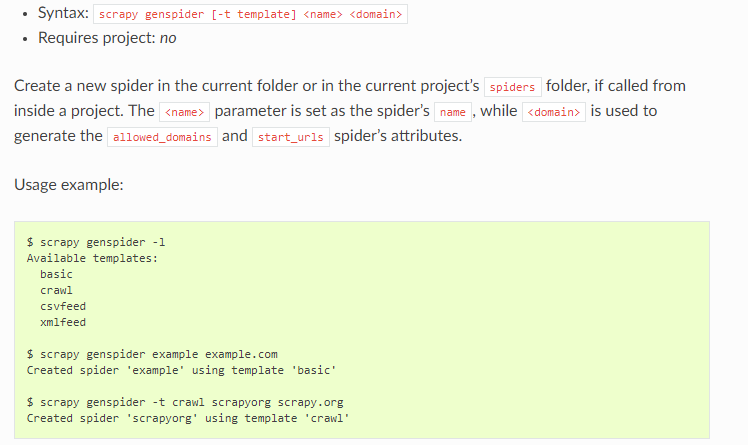 Syntax: scrapy genspider [-t template] <name> <domain>
Requires project: no
Create a new spider in the current folder or in the current project’s spiders folder, if called from
inside a project. The <name> parameter is set as the spider’s name , while <domain> is used to
generate the allowed_domains and start_urls spider’s attributes.
Usage example:
$ scrapy genspider -l
Available templates:
  basic
  crawl
  csvfeed
  xmlfeed
$ scrapy genspider example example.com
Created spider 'example' using template 'basic'
$ scrapy genspider -t crawl scrapyorg scrapy.org
Created spider 'scrapyorg' using template 'crawl'